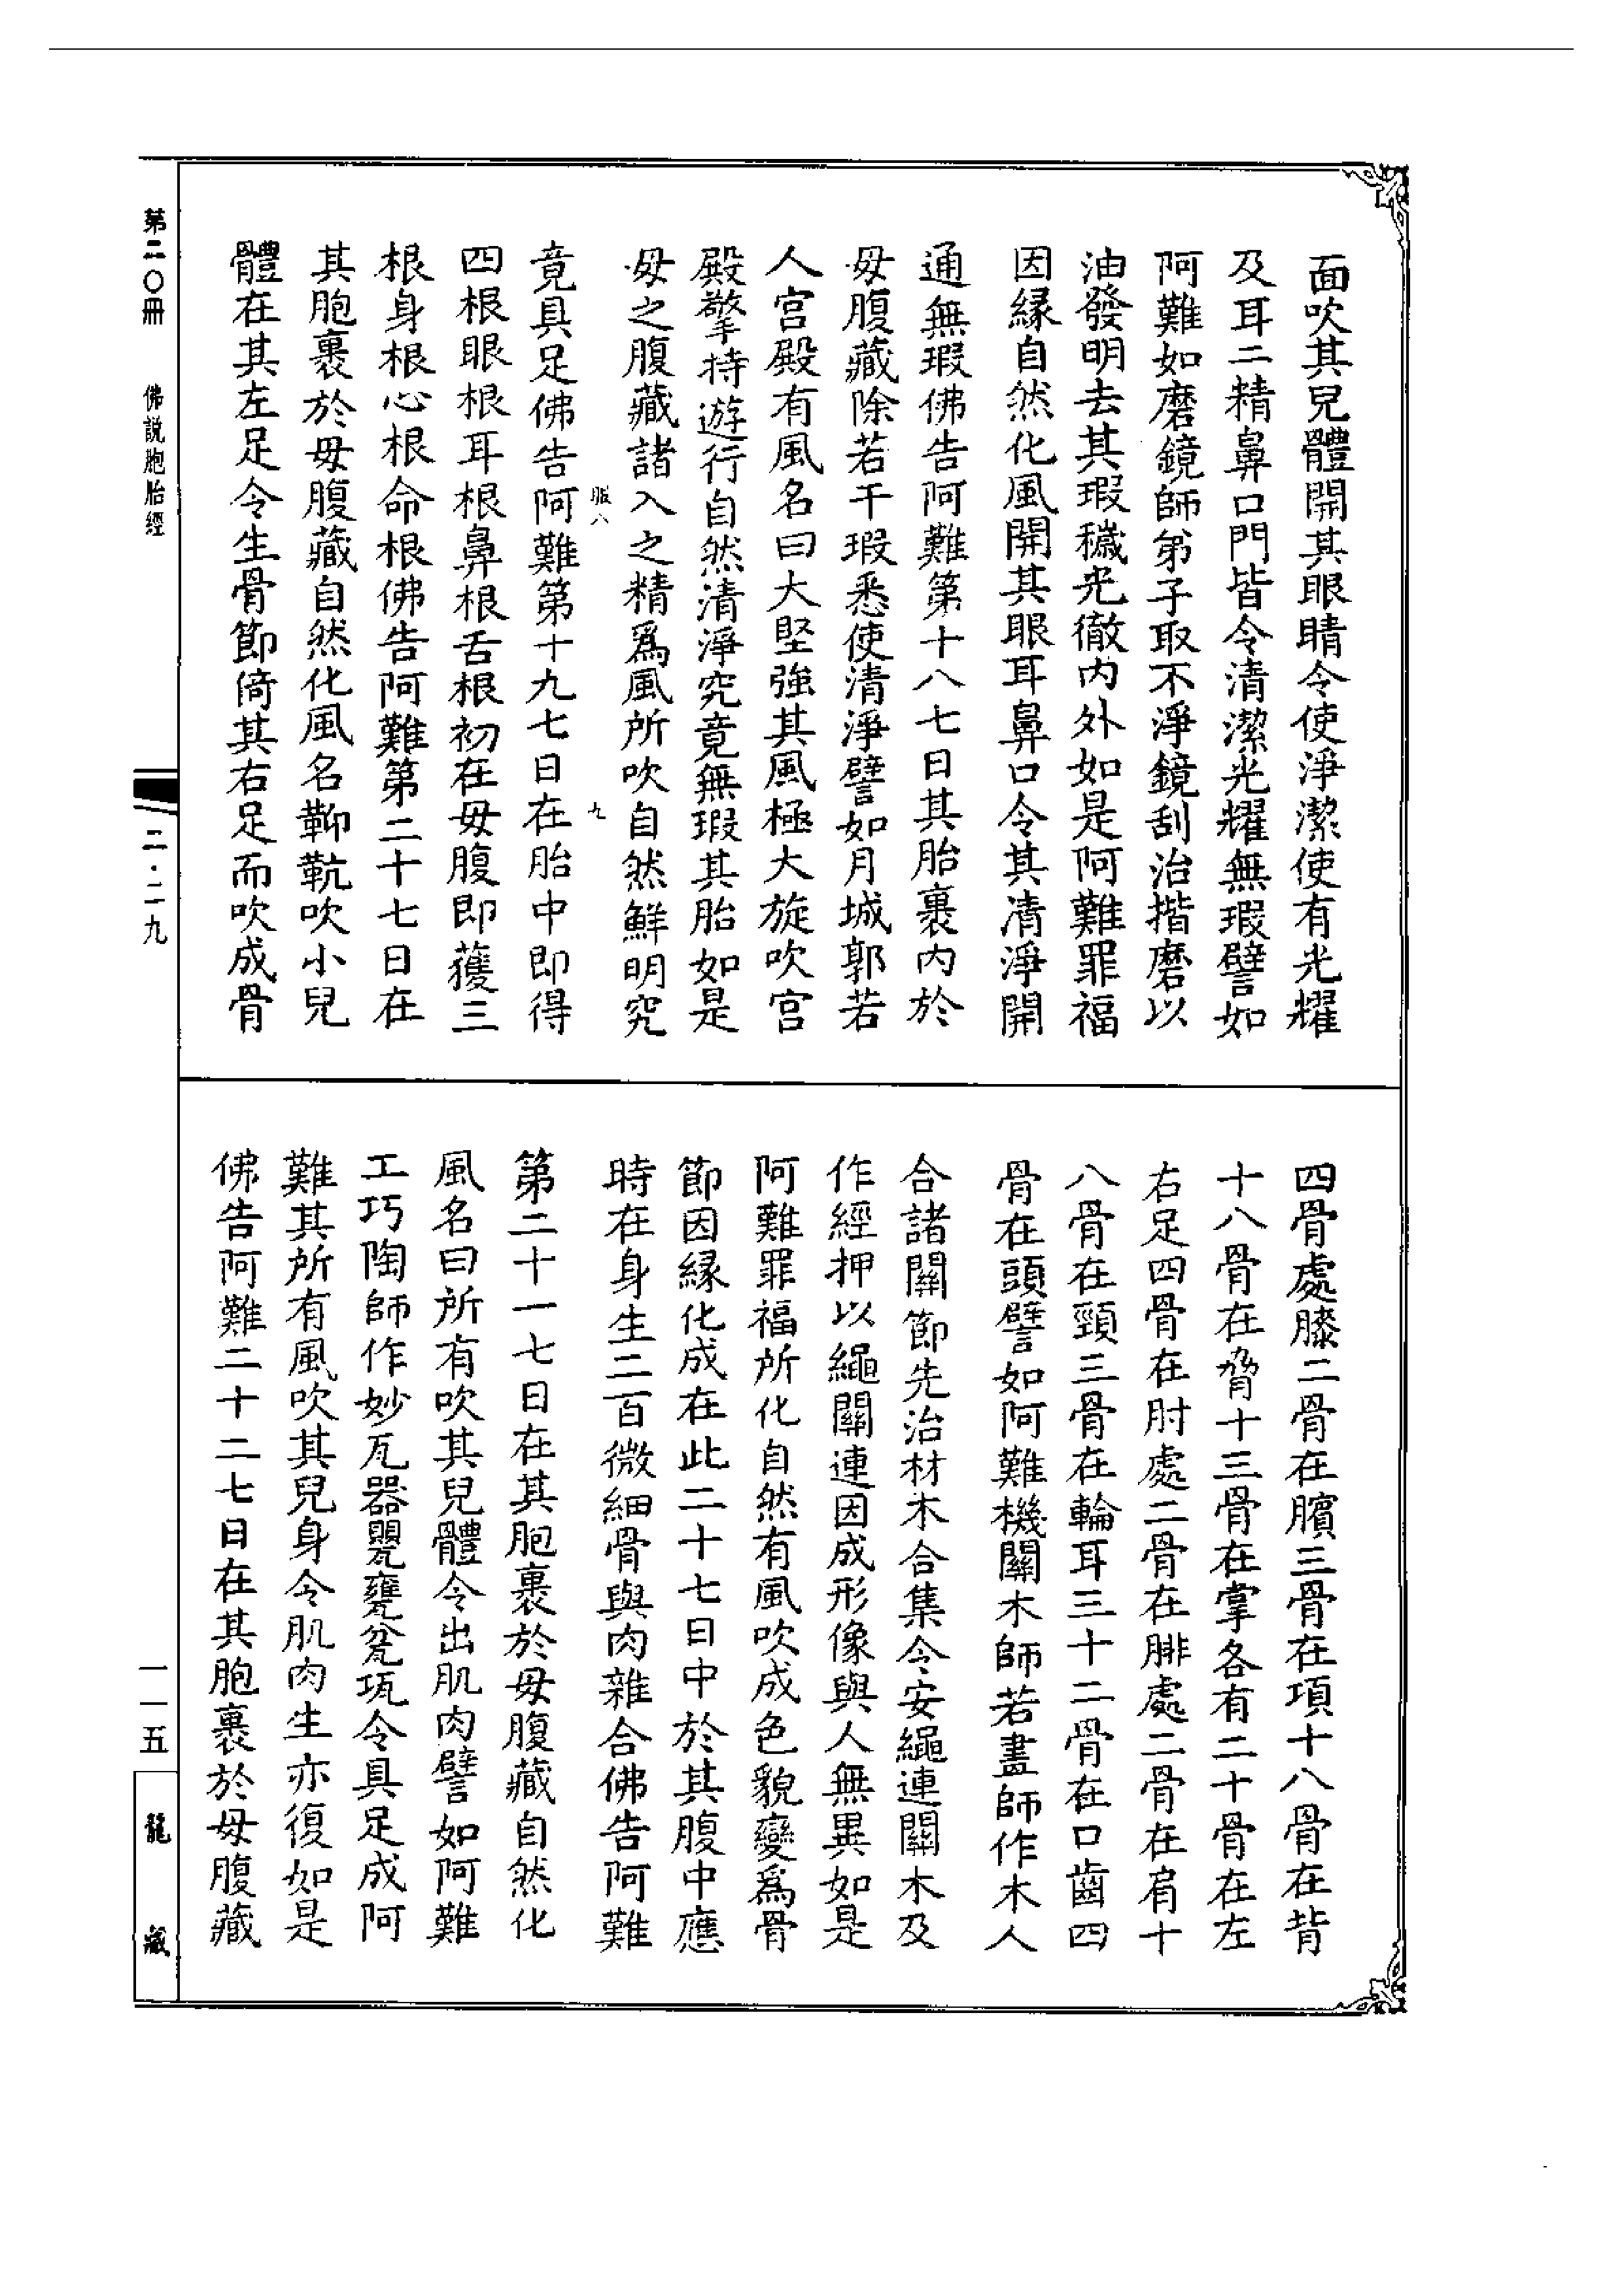 面吹其兒體開其眼睛令使淨潔使有光耀
及耳二精鼻口門皆令清潔光耀無瑕譬如
阿難如磨鏡師弟子取不淨鏡刮治揩磨以
油發明去其瑕穢光徹内外如是阿難罪福
因縁自然化風開其眼耳鼻口令其清淨開
通無瑕佛告阿難第十八七日其胎裹内於
母腹藏除若干瑕悉使清淨譬如月城郭若
人宫殿有風名曰大堅強其風極大旋吹宫
殿擎持遊行自然清淨究竟無瑕其胎如是
母之腹藏諸入之精爲風所吹自然鮮明究
竟具足佛告阿難第十九七日在胎中即得
四根眼根耳根鼻根舌根初在母腹即獲三
根身根心根命根佛告阿難第二十七日在
其胞裹於母腹藏自然化風名鞞䩕吹小兒
體在其左足令生骨節倚其右足而吹成骨
四骨處膝二骨在臏三骨在項十八骨在背
十八骨在脅十三骨在掌各有二十骨在左
右足四骨在肘處二骨在腓處二骨在肩十
八骨在頸三骨在輪耳三十二骨在口齒四
骨在頭譬如阿難機關木師若畫師作木人
合諸關節先治材木合集令安繩連關木及
作經押以繩關連因成形像與人無異如是
阿難罪福所化自然有風吹成色貌變爲骨
節因縁化成在此二十七日中於其腹中應
時在身生二百微細骨與肉雜合佛告阿難
第二十一七日在其胞裹於母腹藏自然化
風名曰所有吹其兒體令出肌肉譬如阿難
工巧陶師作妙瓦器甖甕瓫瓨令具足成阿
難其所有風吹其兒身令肌肉生亦復如是
佛告阿難二十二七日在其胞裹於母腹藏
第二〇冊　佛説胞胎經
二·二九
一一五
龍藏